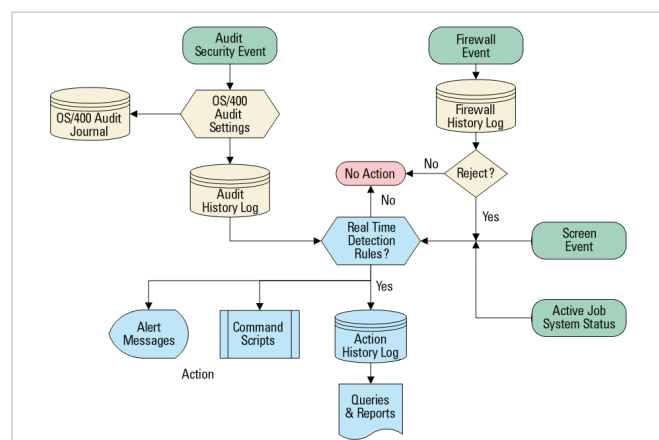 Audit
Security Event
Firewall
Event
OS/400 Audit
Journal
OS/400
Audit
Settings
Firewall
History Log
Audit
History Log
No Action
No
Reject?
No
Yes
Real Time
Detection
Rules?
Screen
Event
Yes
Active Job
System Status
Alert
Messages
Command
Scripts
Action
History Log
Action
Queries
& Reports